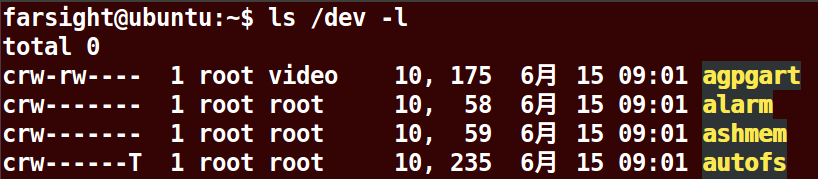 farsight@ubuntu:~$ ls /dev -l
total 0
crw-rw----  1 root video    10, 175  6月  15 09:01 agpgart
crw-------  1 root root     10,  58  6月  15 09:01 alarm
crw-------  1 root root     10,  59  6月  15 09:01 ashmem
crw------T  1 root root     10, 235  6月  15 09:01 autofs